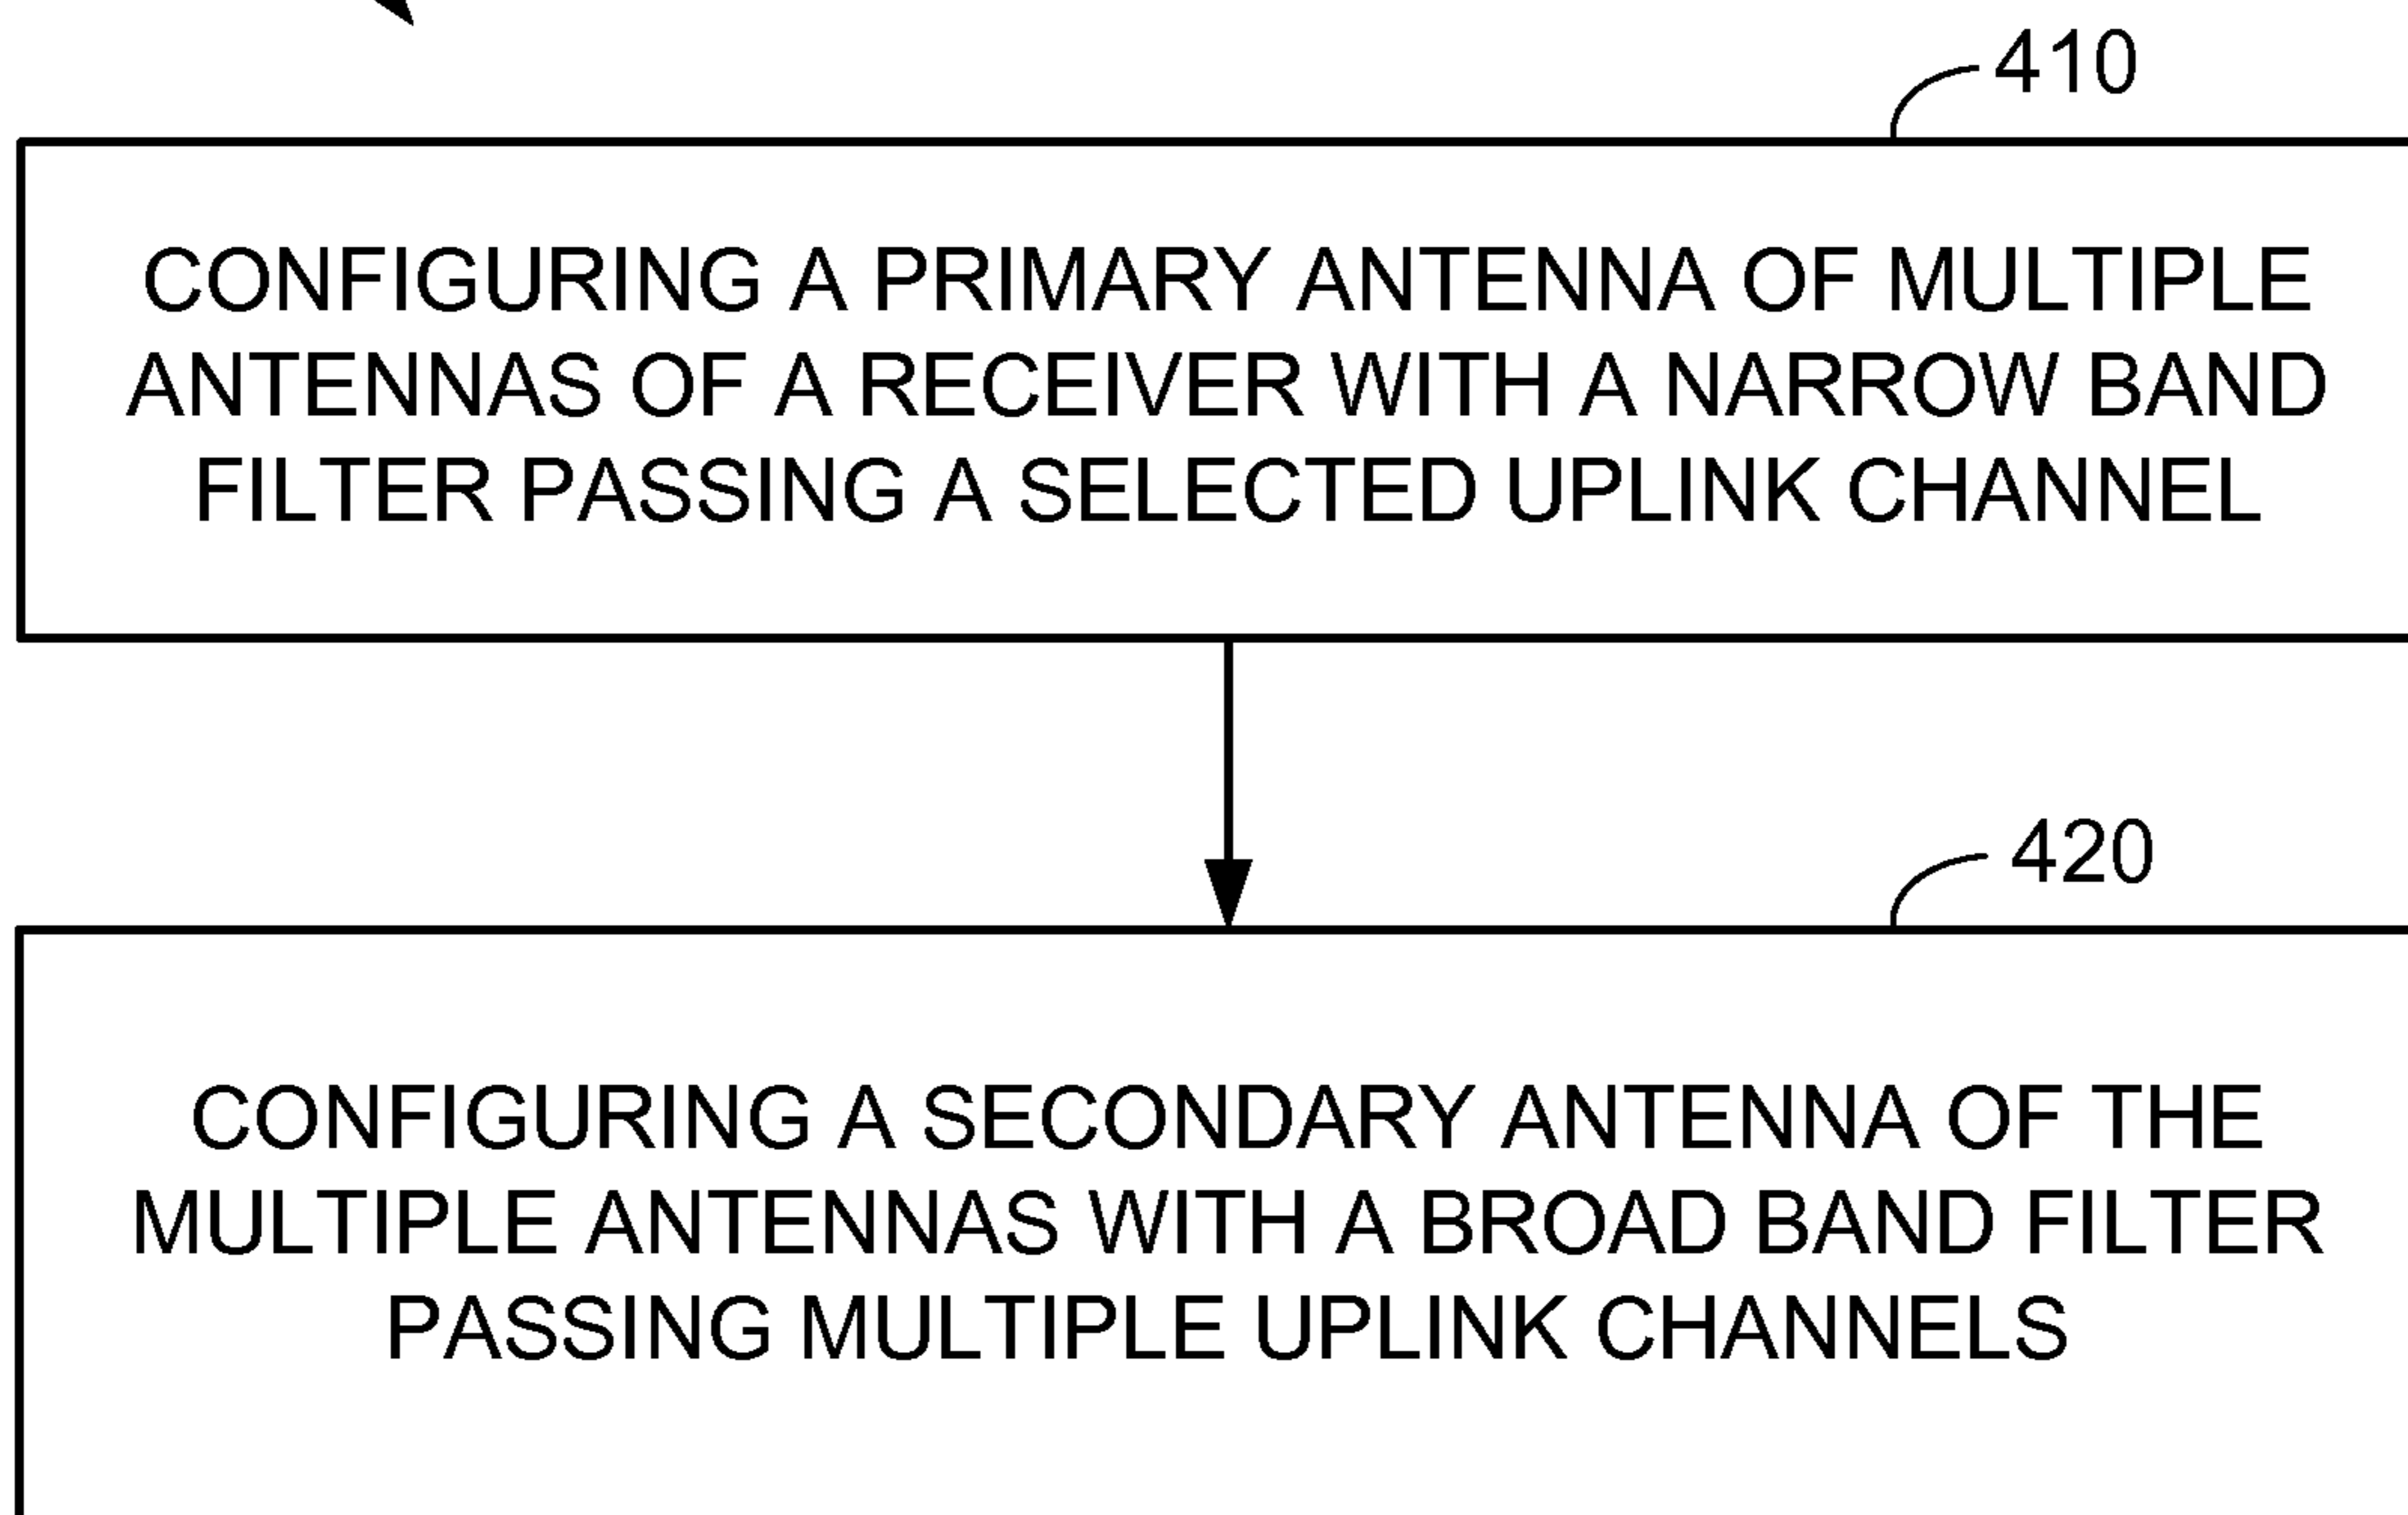 410
CONFIGURING A PRIMARY ANTENNA OF MULTIPLE
ANTENNAS OF A RECEIVER WITH A NARROW BAND
FILTER PASSING A SELECTED UPLINK CHANNEL
420
CONFIGURING A SECONDARY ANTENNA OF THE
MULTIPLE ANTENNAS WITH A BROAD BAND FILTER
PASSING MULTIPLE UPLINK CHANNELS